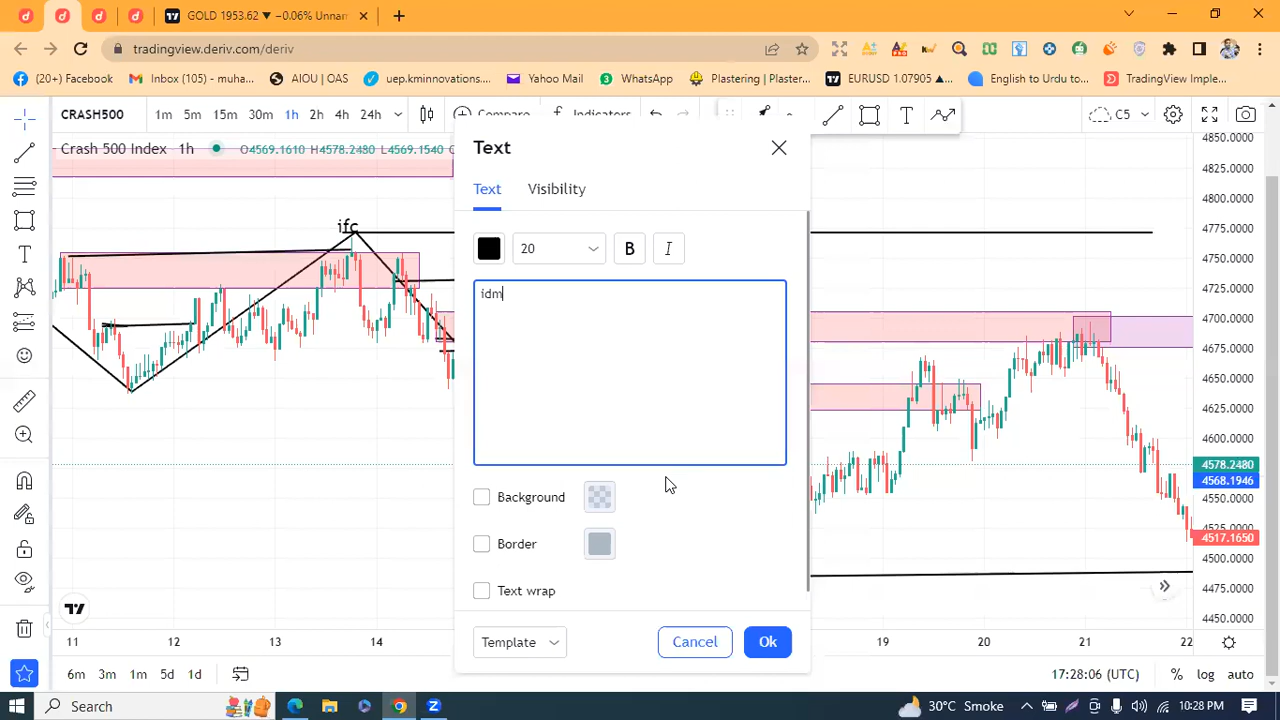 GOLD 1953.62 ▼ −0.06% Unnan
tradingview.deriv.com/deriv
(20+) Facebook
Inbox (105) - muha...
AIOU | OAS
uep.kminnovations....
Yahoo Mail
WhatsApp
Plastering | Plaster...
EURUSD 1.07905 ▲...
English to Urdu to...
TradingView Imple...
CRASH500
1m 5m 15m 30m 1h 2h 4h 24h
Compare
Indicators
C5
Crash 500 Index · 1h
O4569.1610 H4578.2480 L4569.1540 C
ifc
Text
Text
Visibility
20
B
I
idm
Background
Border
Text wrap
Template
Cancel
Ok
4850.0000
4825.0000
4800.0000
4775.0000
4750.0000
4725.0000
4700.0000
4675.0000
4650.0000
4625.0000
4600.0000
4578.2480
4568.1946
4550.0000
4517.1650
4500.0000
4475.0000
4450.0000
11 12 13 14 19 20 21 22
6m 3m 1m 5d 1d
17:28:06 (UTC)
% log auto
Search
30°C Smoke
10:28 PM